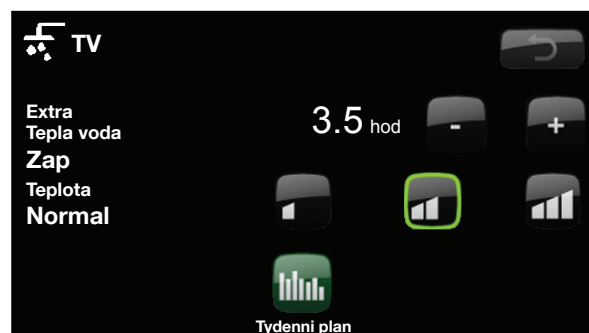 TV
Extra
Tepla voda
3.5 hod - +
Zap
Teplota
Normal
Tydenni plan